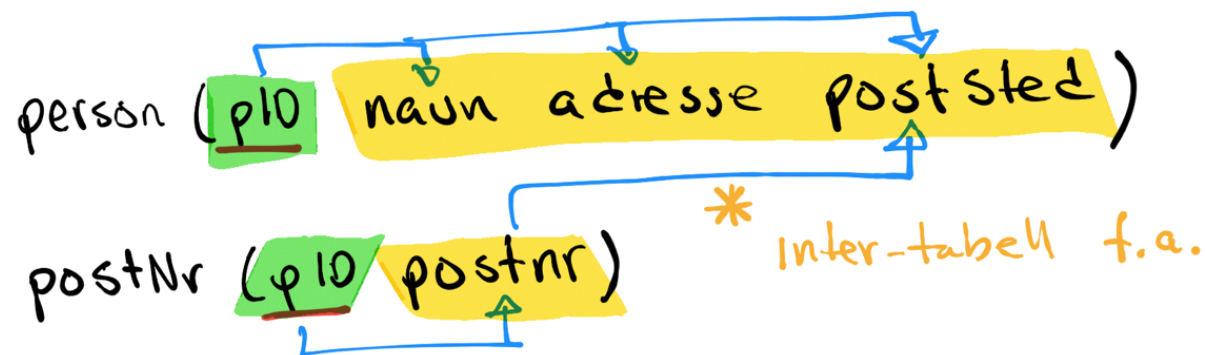 person (pID navn adresse poststed)
*
postNr (pID postnr)
inter-tabell f.a.